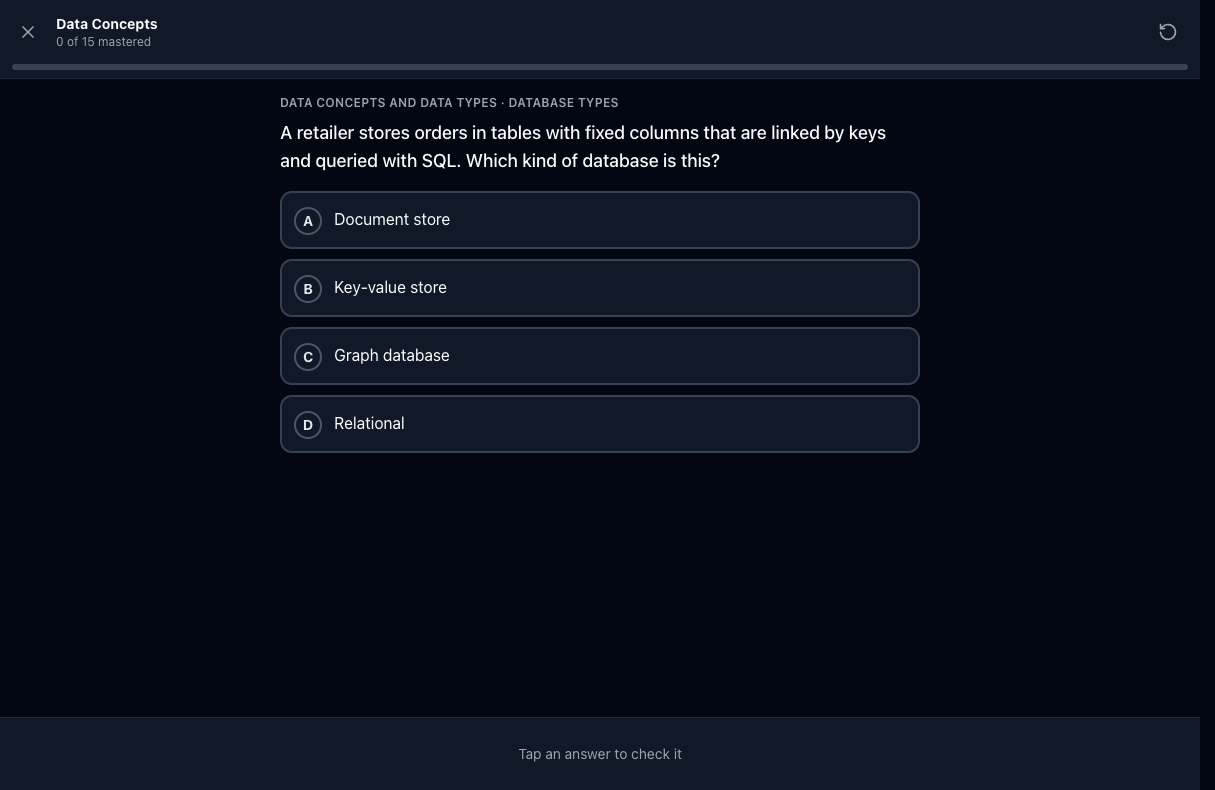 Data Concepts
0 of 15 mastered
DATA CONCEPTS AND DATA TYPES · DATABASE TYPES
A retailer stores orders in tables with fixed columns that are linked by keys
and queried with SQL. Which kind of database is this?
A Document store
B Key-value store
C Graph database
D Relational
Tap an answer to check it